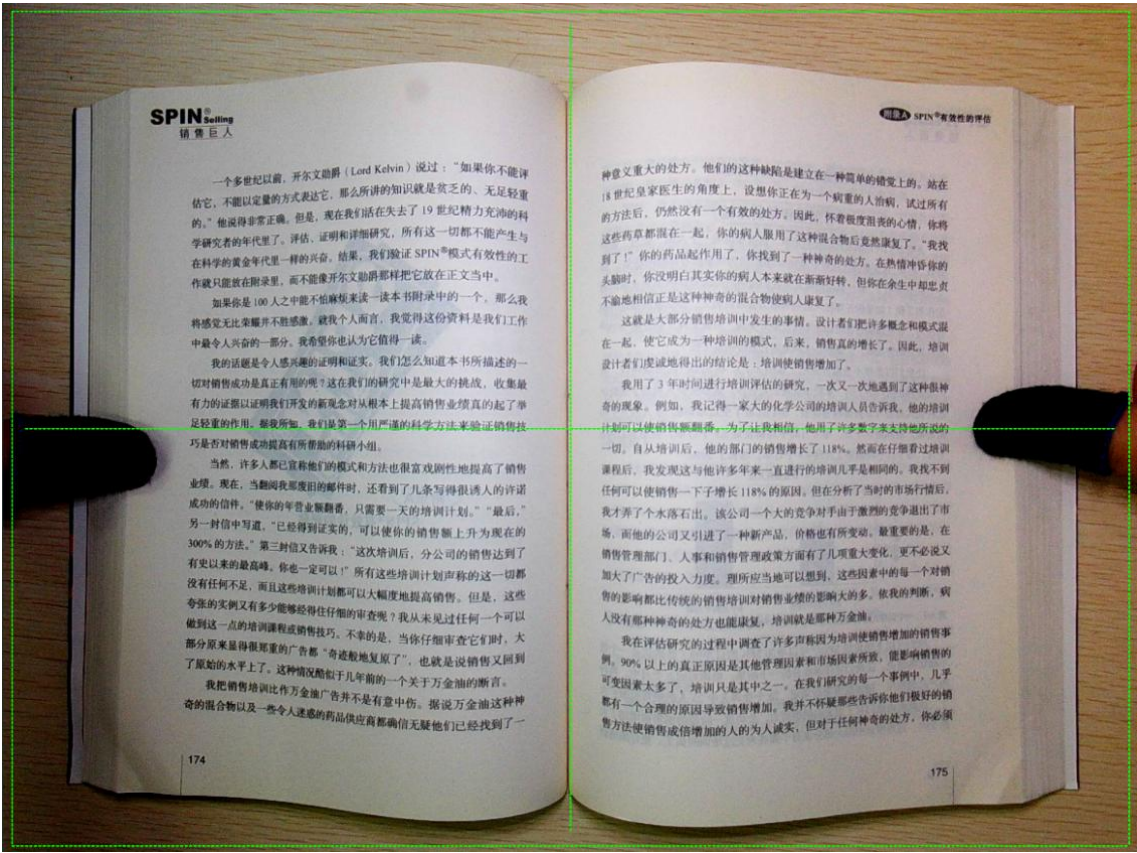 SPIN® Selling
销售巨人
一个多世纪以前，开尔文勋爵（Lord Kelvin）说过：“如果你不能评
估它，不能以定量的方式表达它，那么所讲的知识就是贫乏的、无足轻重
的。”他说得非常正确。但是，现在我们活在失去了 19 世纪精力充沛的科
学研究者的年代里了。评估、证明和详细研究，所有这一切都不能产生与
在科学的黄金年代里一样的兴奋。结果，我们验证 SPIN®模式有效性的工
作就只能放在附录里，而不能像开尔文勋爵那样把它放在正文当中。
如果你是 100 人之中能不怕麻烦来读一读本书附录中的一个，那么我
将感觉无比荣耀并不胜感激。就我个人而言，我觉得这份资料是我们工作
中最令人兴奋的一部分。我希望你也认为它值得一读。
我的话题是令人感兴趣的证明和证实。我们怎么知道本书所描述的一
切对销售成功是真正有用的呢？这在我们的研究中是最大的挑战，收集最
有力的证据以证明我们开发的新观念对从根本上提高销售业绩真的起了举
足轻重的作用。据我所知，我们是第一个用严谨的科学方法来验证销售技
巧是否对销售成功提高有所帮助的科研小组。
当然，许多人都已宣称他们的模式和方法也很富戏剧性地提高了销售
业绩。现在，当翻阅我那废旧的邮件时，还看到了几条写得很诱人的许诺
成功的信件。“使你的年营业额翻番，只需要一天的培训计划。”“最后，”
另一封信中写道，“已经得到证实的，可以使你的销售额上升为现在的
300%的方法。”第三封信又告诉我：“这次培训后，分公司的销售达到了
有史以来的最高峰。你也一定可以！”所有这些培训计划声称的这一切都
没有任何不足，而且这些培训计划都可以大幅度地提高销售。但是，这些
夸张的实例又有多少能够经得住仔细的审查呢？我从未见过任何一个可以
做到这一点的培训课程或销售技巧。不幸的是，当你仔细审查它们时，大
部分原来显得很郑重的广告都“奇迹般地复原了”，也就是说销售又回到
了原始的水平上了。这种情况酷似于几年前的一个关于万金油的断言。
我把销售培训比作万金油广告并不是有意中伤。据说万金油这种神
奇的混合物以及一些令人迷惑的药品供应商都确信无疑他们已经找到了一
174
附录A SPIN®有效性的评估
种意义重大的处方。他们的这种缺陷是建立在一种简单的错觉上的。站在
18 世纪皇家医生的角度上，设想你正在为一个病重的人治病，试过所有
的方法后，仍然没有一个有效的处方。因此，怀着极度沮丧的心情，你将
这些药草都混在一起，你的病人服用了这种混合物后竟然康复了。“我找
到了！”你的药品起作用了，你找到了一种神奇的处方。在热情冲昏你的
头脑时，你没明白其实你的病人本来就在渐渐好转，但你在余生中却忠贞
不渝地相信正是这种神奇的混合物使病人康复了。
这就是大部分销售培训中发生的事情。设计者们把许多概念和模式混
在一起，使它成为一种培训的模式，后来，销售真的增长了。因此，培训
设计者们虔诚地得出的结论是：培训使销售增加了。
我用了 3 年时间进行培训评估的研究，一次又一次地遇到了这种很神
奇的现象。例如，我记得一家大的化学公司的培训人员告诉我，他的培训
计划可以使销售额翻番。为了让我相信，他用了许多数字来支持他所说的
一切。自从培训后，他的部门的销售增长了 118%。然而在仔细看过培训
课程后，我发现这与他许多年来一直进行的培训几乎是相同的。我找不到
任何可以使销售一下子增长 118%的原因。但在分析了当时的市场行情后，
我才弄了个水落石出。该公司一个大的竞争对手由于激烈的竞争退出了市
场，而他的公司又引进了一种新产品，价格也有所变动。最重要的是，在
销售管理部门、人事和销售管理政策方面有了几项重大变化，更不必说又
加大了广告的投入力度。理所应当地可以想到，这些因素中的每一个对销
售的影响都比传统的销售培训对销售业绩的影响大的多。依我的判断，病
人没有那种神奇的处方也能康复，培训就是那种万金油。
我在评估研究的过程中调查了许多声称因为培训使销售增加的销售事
例。90% 以上的真正原因是其他管理因素和市场因素所致，能影响销售的
可变因素太多了，培训只是其中之一。在我们研究的每一个事例中，几乎
都有一个合理的原因导致销售增加。我并不怀疑那些告诉你他们极好的销
售方法使销售成倍增加的人的为人诚实，但对于任何神奇的处方，你必须
175